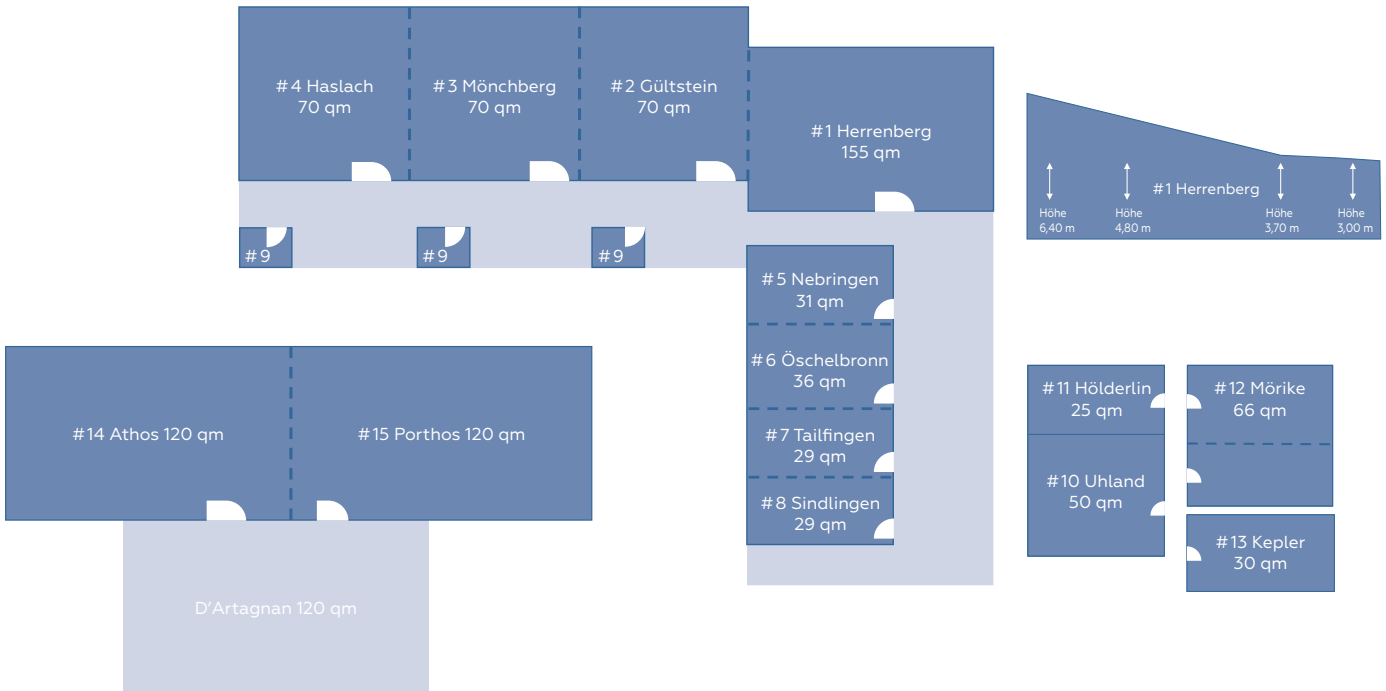 #4 Haslach
70 qm
#3 Mönchberg
70 qm
#2 Gültstein
70 qm
#1 Herrenberg
155 qm
#1 Herrenberg
Höhe
6,40 m
Höhe
4,80 m
Höhe
3,70 m
Höhe
3,00 m
#9
#9
#9
#5 Nebringen
31 qm
#6 Öschelbronn
36 qm
#7 Tailfingen
29 qm
#8 Sindlingen
29 qm
#11 Hölderlin
25 qm
#10 Uhland
50 qm
#12 Mörike
66 qm
#13 Kepler
30 qm
#14 Athos 120 qm
#15 Porthos 120 qm
D'Artagnan 120 qm